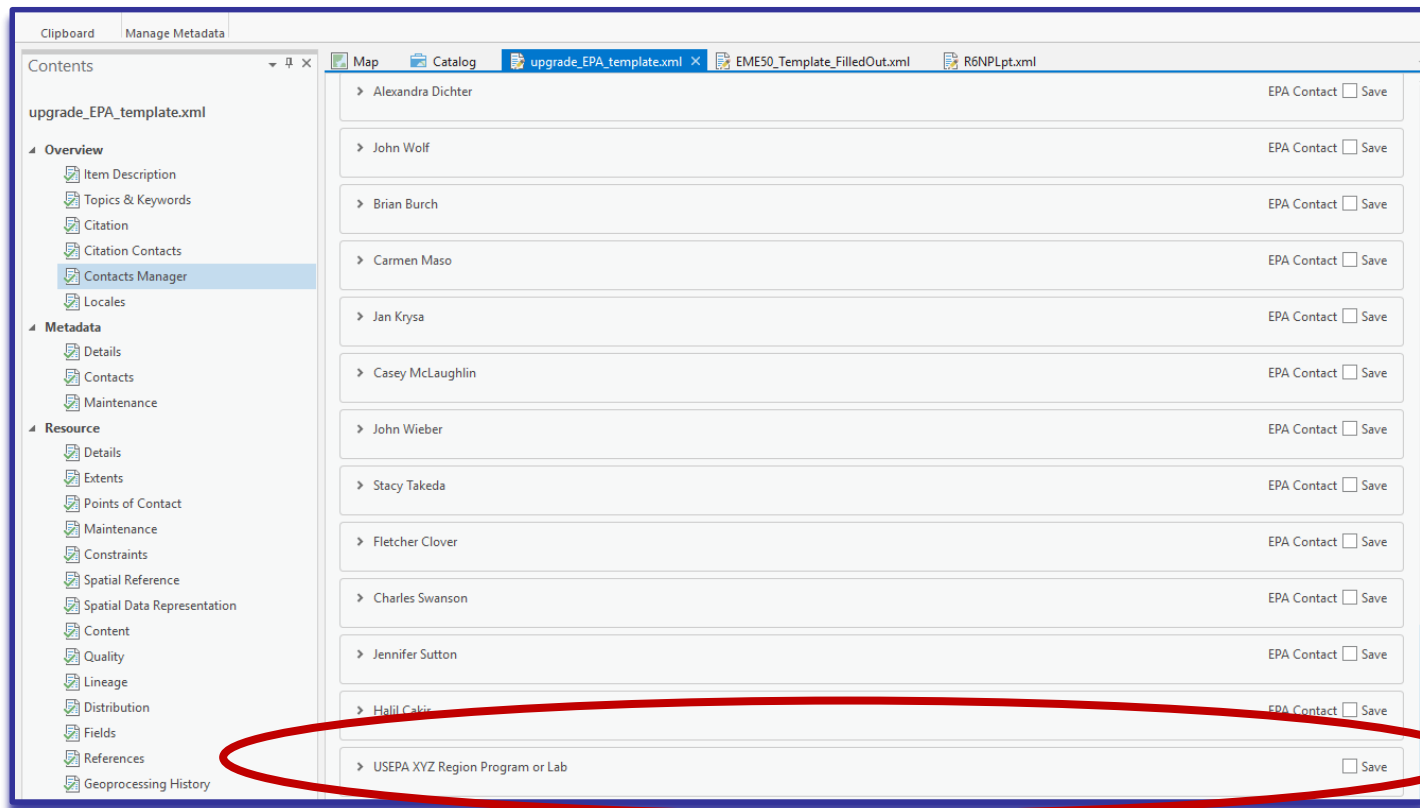 Clipboard Manage Metadata
Contents
upgrade_EPA_template.xml
Overview
Item Description
Topics & Keywords
Citation
Citation Contacts
Contacts Manager
Locales
Metadata
Details
Contacts
Maintenance
Resource
Details
Extents
Points of Contact
Maintenance
Constraints
Spatial Reference
Spatial Data Representation
Content
Quality
Lineage
Distribution
Fields
References
Geoprocessing History
Map Catalog upgrade_EPA_template.xml EME50_Template_FilledOut.xml R6NPLpt.xml
Alexandra Dichter EPA Contact Save
John Wolf EPA Contact Save
Brian Burch EPA Contact Save
Carmen Maso EPA Contact Save
Jan Krysa EPA Contact Save
Casey McLaughlin EPA Contact Save
John Wieber EPA Contact Save
Stacy Takeda EPA Contact Save
Fletcher Clover EPA Contact Save
Charles Swanson EPA Contact Save
Jennifer Sutton EPA Contact Save
Halil Cakir EPA Contact Save
USEPA XYZ Region Program or Lab Save